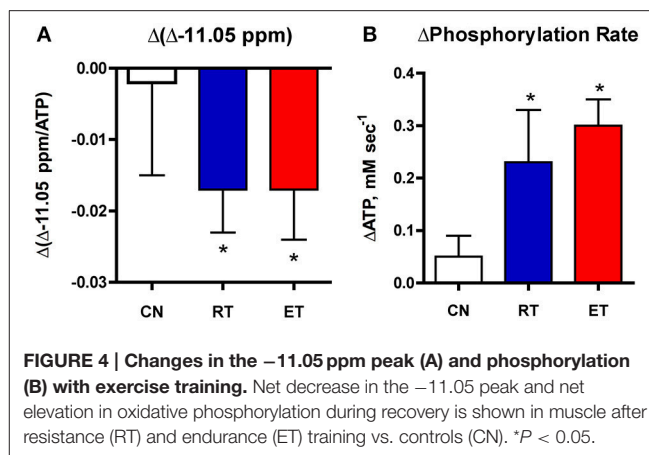 A
Δ(Δ-11.05 ppm)
Δ(Δ-11.05 ppm/ATP)
0.00
-0.01
-0.02
-0.03
*
*
CN
RT
ET
B
ΔPhosphorylation Rate
ΔATP, mM sec⁻¹
0.4
0.3
0.2
0.1
0.0
*
*
CN
RT
ET
FIGURE 4 | Changes in the −11.05 ppm peak (A) and phosphorylation
(B) with exercise training. Net decrease in the −11.05 peak and net
elevation in oxidative phosphorylation during recovery is shown in muscle after
resistance (RT) and endurance (ET) training vs. controls (CN). *P < 0.05.